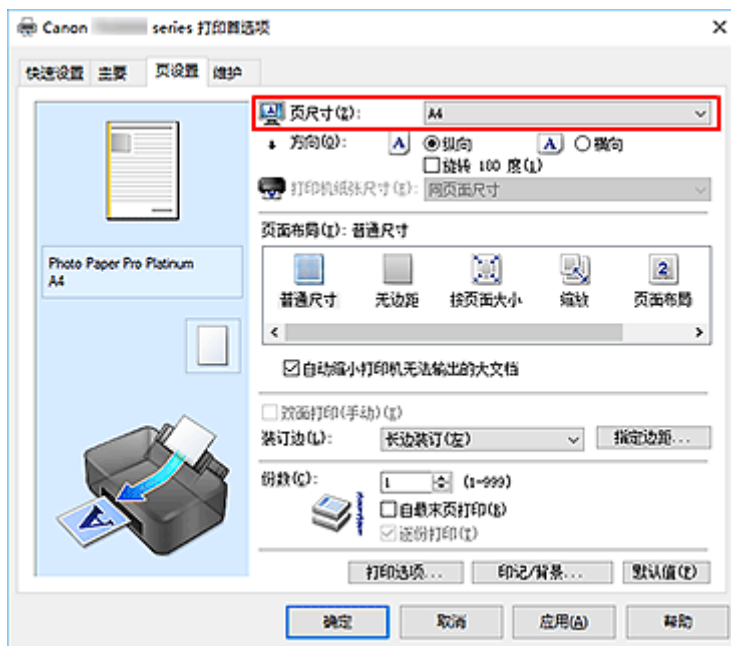 Canon series 打印首选项
快速设置 主要 页设置 维护
页尺寸(Z): A4
方向(O): A 纵向 A 横向
旋转 180 度(1)
打印机纸张尺寸(E): 同页面尺寸
页面布局(I): 普通尺寸
Photo Paper Pro Platinum
A4
普通尺寸 无边距 按页面大小 缩放 页面布局
自动缩小打印机无法输出的大文档
双面打印(手动)(X)
装订边(L): 长边装订(左) 指定边距...
份数(C): 1 (1-999)
自最末页打印(B)
逐份打印(T)
打印选项... 印记/背景... 默认值(F)
确定 取消 应用(A) 帮助